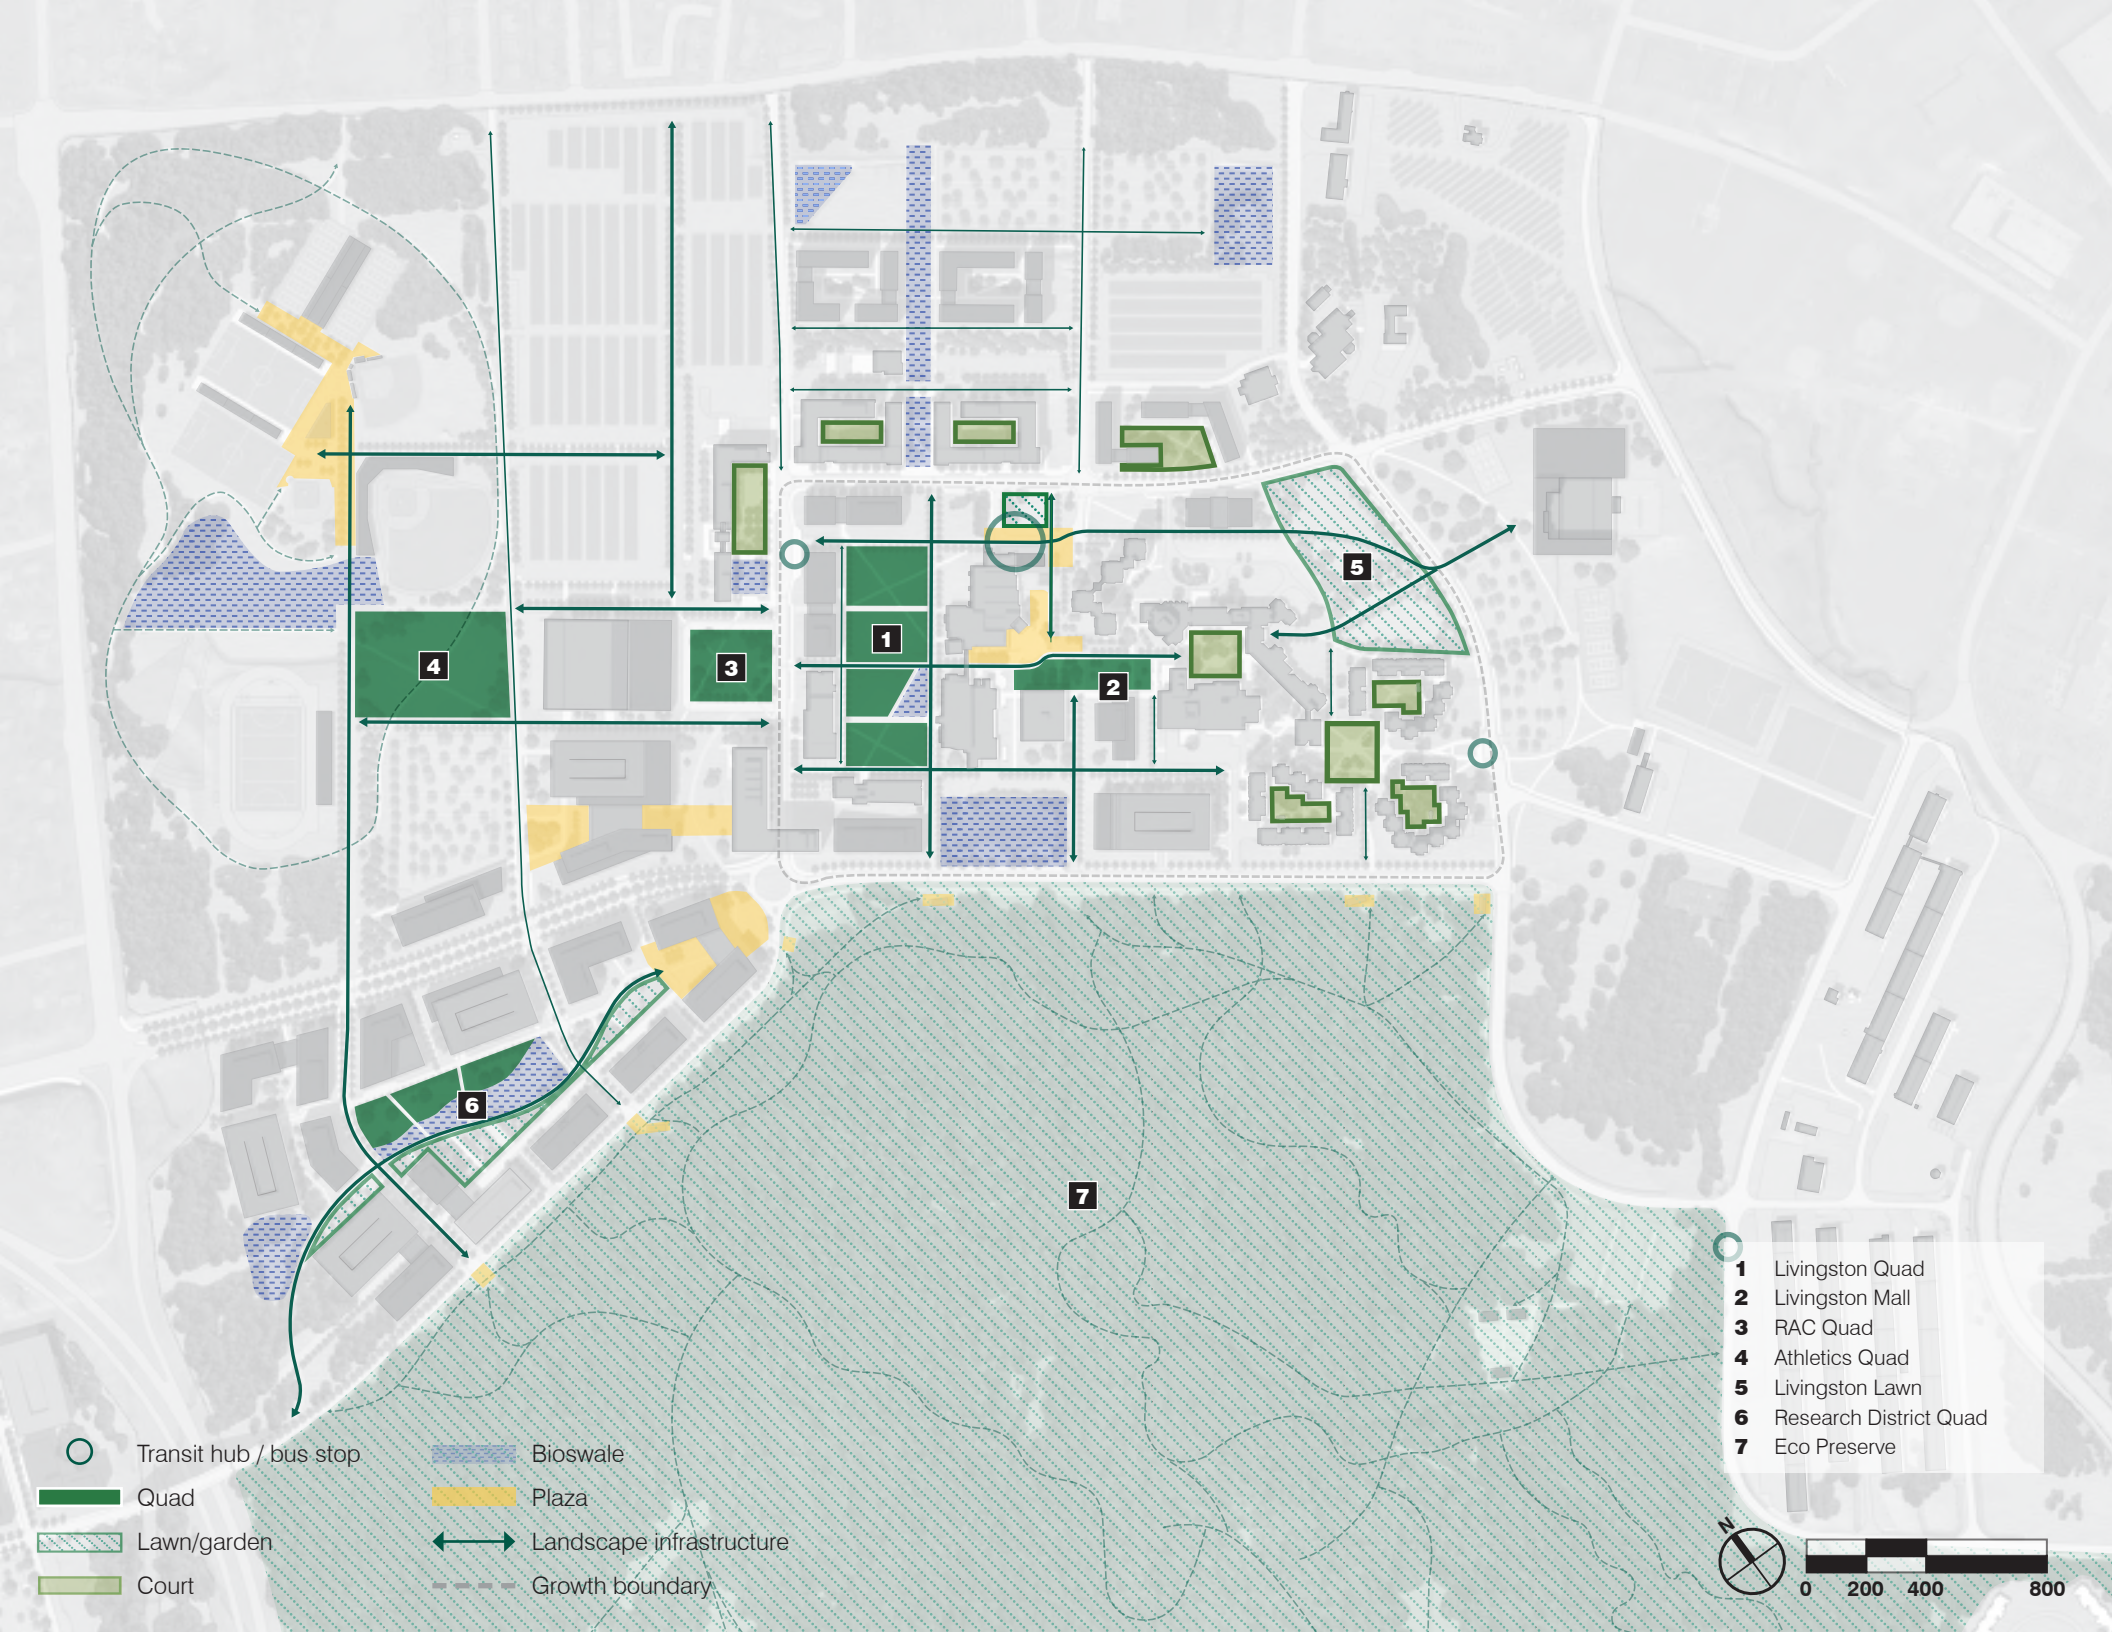 1
2
3
4
5
6
7
1 Livingston Quad
2 Livingston Mall
3 RAC Quad
4 Athletics Quad
5 Livingston Lawn
6 Research District Quad
7 Eco Preserve
Transit hub / bus stop
Quad
Lawn/garden
Court
Bioswale
Plaza
Landscape infrastructure
Growth boundary
N
0 200 400 800